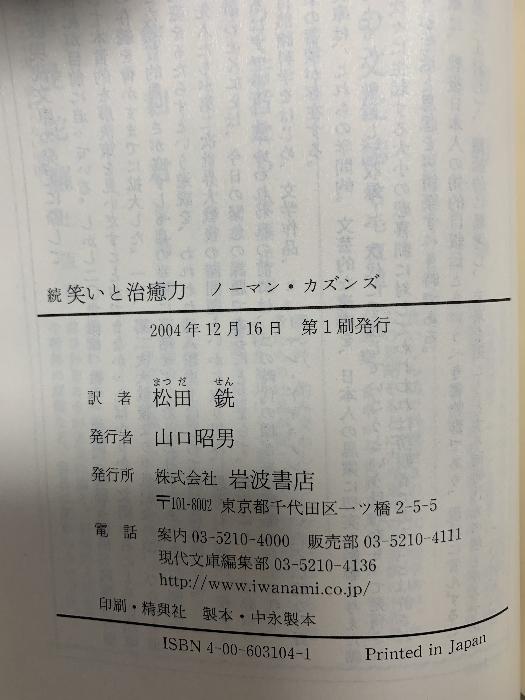 続 笑いと治癒力 ノーマン・カズンズ
2004年12月16日 第1刷発行
まつ だ せん
訳 者 松田 銑
発行者 山口昭男
発行所 株式会社 岩波書店
〒101-8002 東京都千代田区一ツ橋2-5-5
電 話 案内 03-5210-4000 販売部 03-5210-4111
現代文庫編集部 03-5210-4136
http://www.iwanami.co.jp/
印刷・精興社 製本・中永製本
ISBN 4-00-603104-1 Printed in Japan